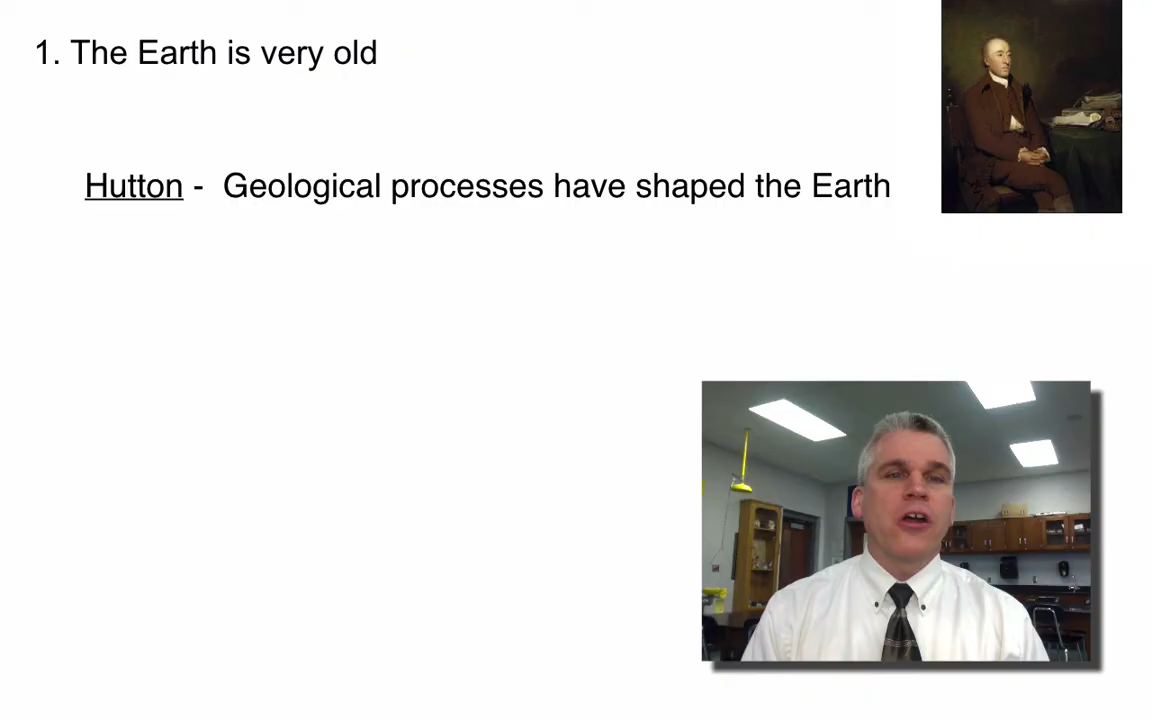 1. The Earth is very old
Hutton - Geological processes have shaped the Earth